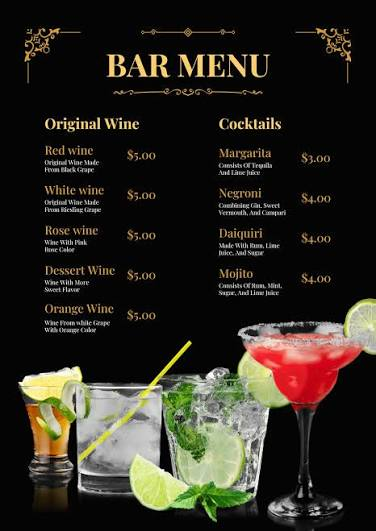 BAR MENU
Original Wine
Red wine $5.00
Original Wine Made
From Black Grape
White wine $5.00
Original Wine Made
From Riesling Grape
Rose wine $5.00
Wine With Pink
Rose Color
Dessert Wine $5.00
Wine With More
Sweet Flavor
Orange Wine $5.00
Wine From white Grape
With Orange Color
Cocktails
Margarita $3.00
Consists Of Tequila
And Lime Juice
Negroni $4.00
Combining Gin, Sweet
Vermouth, And Campari
Daiquiri $4.00
Made With Rum, Lime
Juice, And Sugar
Mojito $4.00
Consists Of Rum, Mint,
Sugar, And Lime Juice